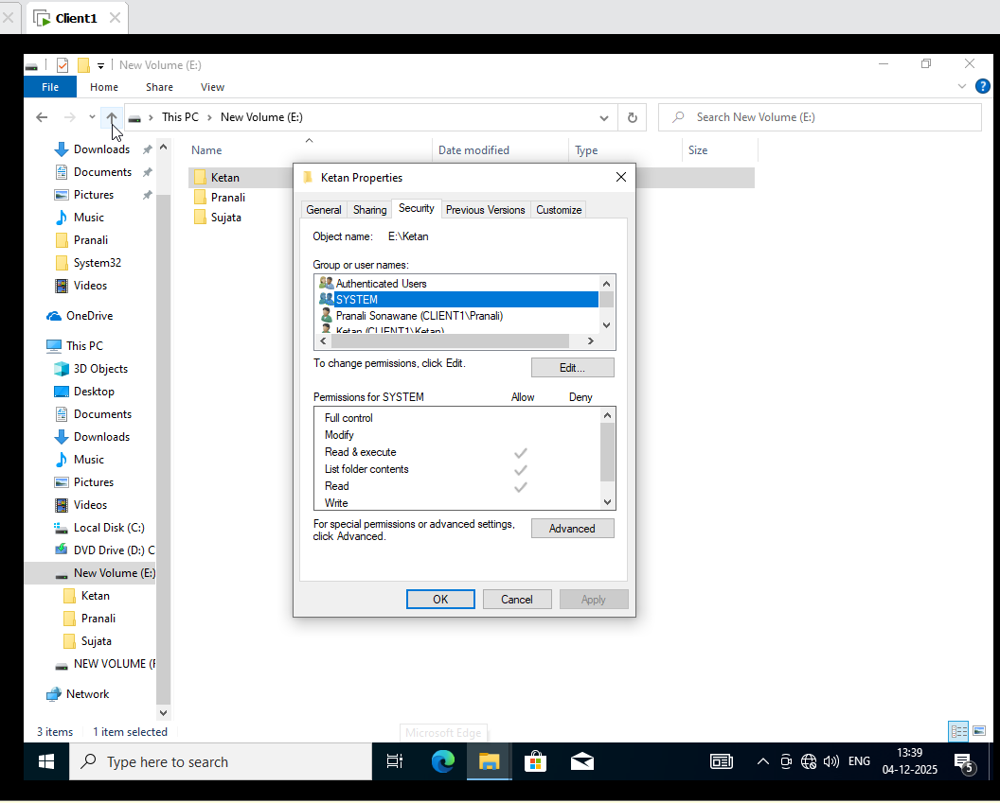 Client1
New Volume (E:)
File Home Share View
This PC New Volume (E:) Search New Volume (E:)
Name Date modified Type Size
Downloads
Documents
Pictures
Music
Pranali
System32
Videos
OneDrive
This PC
3D Objects
Desktop
Documents
Downloads
Music
Pictures
Videos
Local Disk (C:)
DVD Drive (D:) C
New Volume (E:)
Ketan
Pranali
Sujata
NEW VOLUME (F
Network
Ketan
Pranali
Sujata
Ketan Properties
General Sharing Security Previous Versions Customize
Object name: E:\Ketan
Group or user names:
Authenticated Users
SYSTEM
Pranali Sonawane (CLIENT1\Pranali)
Ketan (CLIENT1\Ketan)
To change permissions, click Edit.
Edit...
Permissions for SYSTEM Allow Deny
Full control
Modify
Read & execute
List folder contents
Read
Write
For special permissions or advanced settings,
click Advanced.
Advanced
OK Cancel Apply
3 items 1 item selected
Microsoft Edge
Type here to search
ENG
13:39
04-12-2025
5